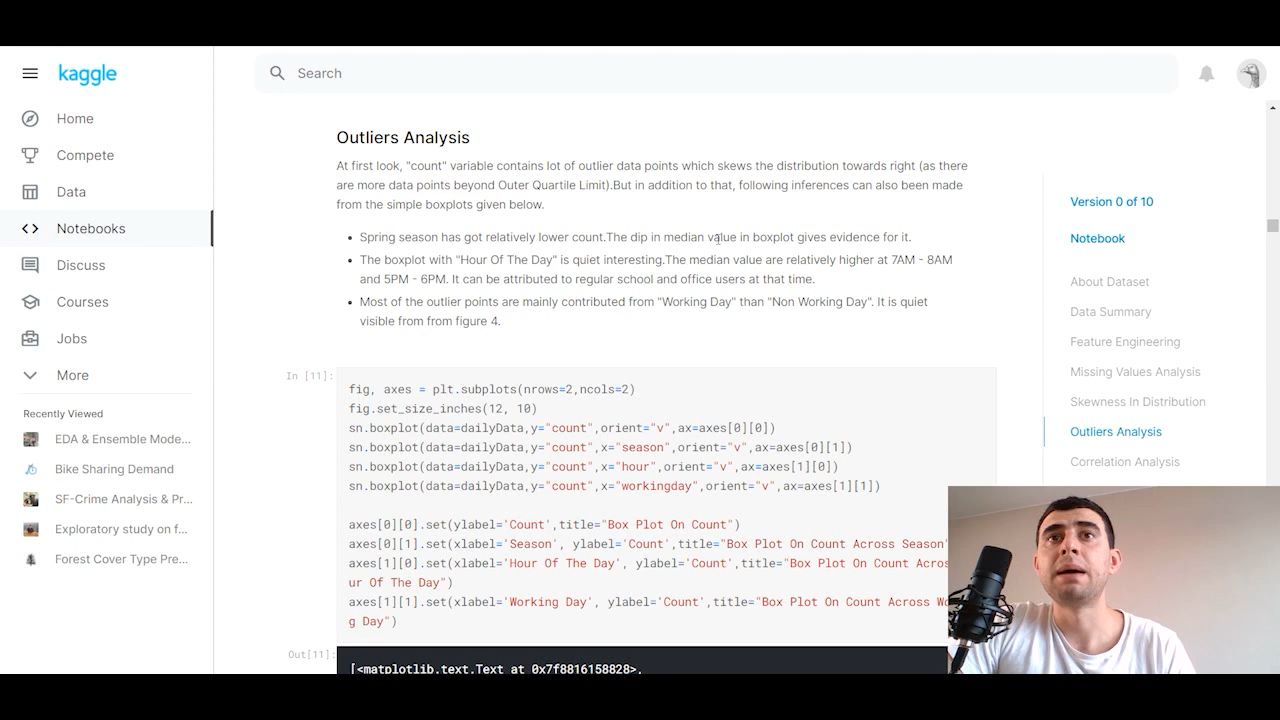 kaggle
Search
Home
Compete
Data
Notebooks
Discuss
Courses
Jobs
More
Recently Viewed
EDA & Ensemble Mode...
Bike Sharing Demand
SF-Crime Analysis & Pr...
Exploratory study on f...
Forest Cover Type Pre...
Outliers Analysis
At first look, "count" variable contains lot of outlier data points which skews the distribution towards right (as there
are more data points beyond Outer Quartile Limit).But in addition to that, following inferences can also been made
from the simple boxplots given below.
• Spring season has got relatively lower count.The dip in median value in boxplot gives evidence for it.
• The boxplot with "Hour Of The Day" is quiet interesting.The median value are relatively higher at 7AM - 8AM
and 5PM - 6PM. It can be attributed to regular school and office users at that time.
• Most of the outlier points are mainly contributed from "Working Day" than "Non Working Day". It is quiet
visible from from figure 4.
In [11]:
fig, axes = plt.subplots(nrows=2,ncols=2)
fig.set_size_inches(12, 10)
sn.boxplot(data=dailyData,y="count",orient="v",ax=axes[0][0])
sn.boxplot(data=dailyData,y="count",x="season",orient="v",ax=axes[0][1])
sn.boxplot(data=dailyData,y="count",x="hour",orient="v",ax=axes[1][0])
sn.boxplot(data=dailyData,y="count",x="workingday",orient="v",ax=axes[1][1])
axes[0][0].set(ylabel='Count',title="Box Plot On Count")
axes[0][1].set(xlabel='Season', ylabel='Count',title="Box Plot On Count Across Season"
axes[1][0].set(xlabel='Hour Of The Day', ylabel='Count',title="Box Plot On Count Acros
ur Of The Day")
axes[1][1].set(xlabel='Working Day', ylabel='Count',title="Box Plot On Count Across Wo
g Day")
Out[11]:
[<matplotlib.text.Text at 0x7f8816158828>,
Version 0 of 10
Notebook
About Dataset
Data Summary
Feature Engineering
Missing Values Analysis
Skewness In Distribution
Outliers Analysis
Correlation Analysis